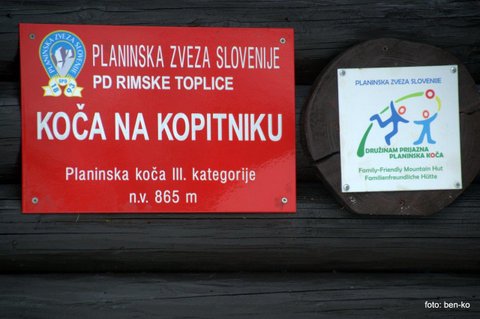 PLANINSKA ZVEZA SLOVENIJE
PD RIMSKE TOPLICE
KOČA NA KOPITNIKU
Planinska koča III. kategorije
n.v. 865 m
PLANINSKA ZVEZA SLOVENIJE
DRUŽINAM PRIJAZNA
PLANINSKA KOČA
Family-Friendly Mountain Hut
Familienfreundliche Hütte
foto: ben-ko